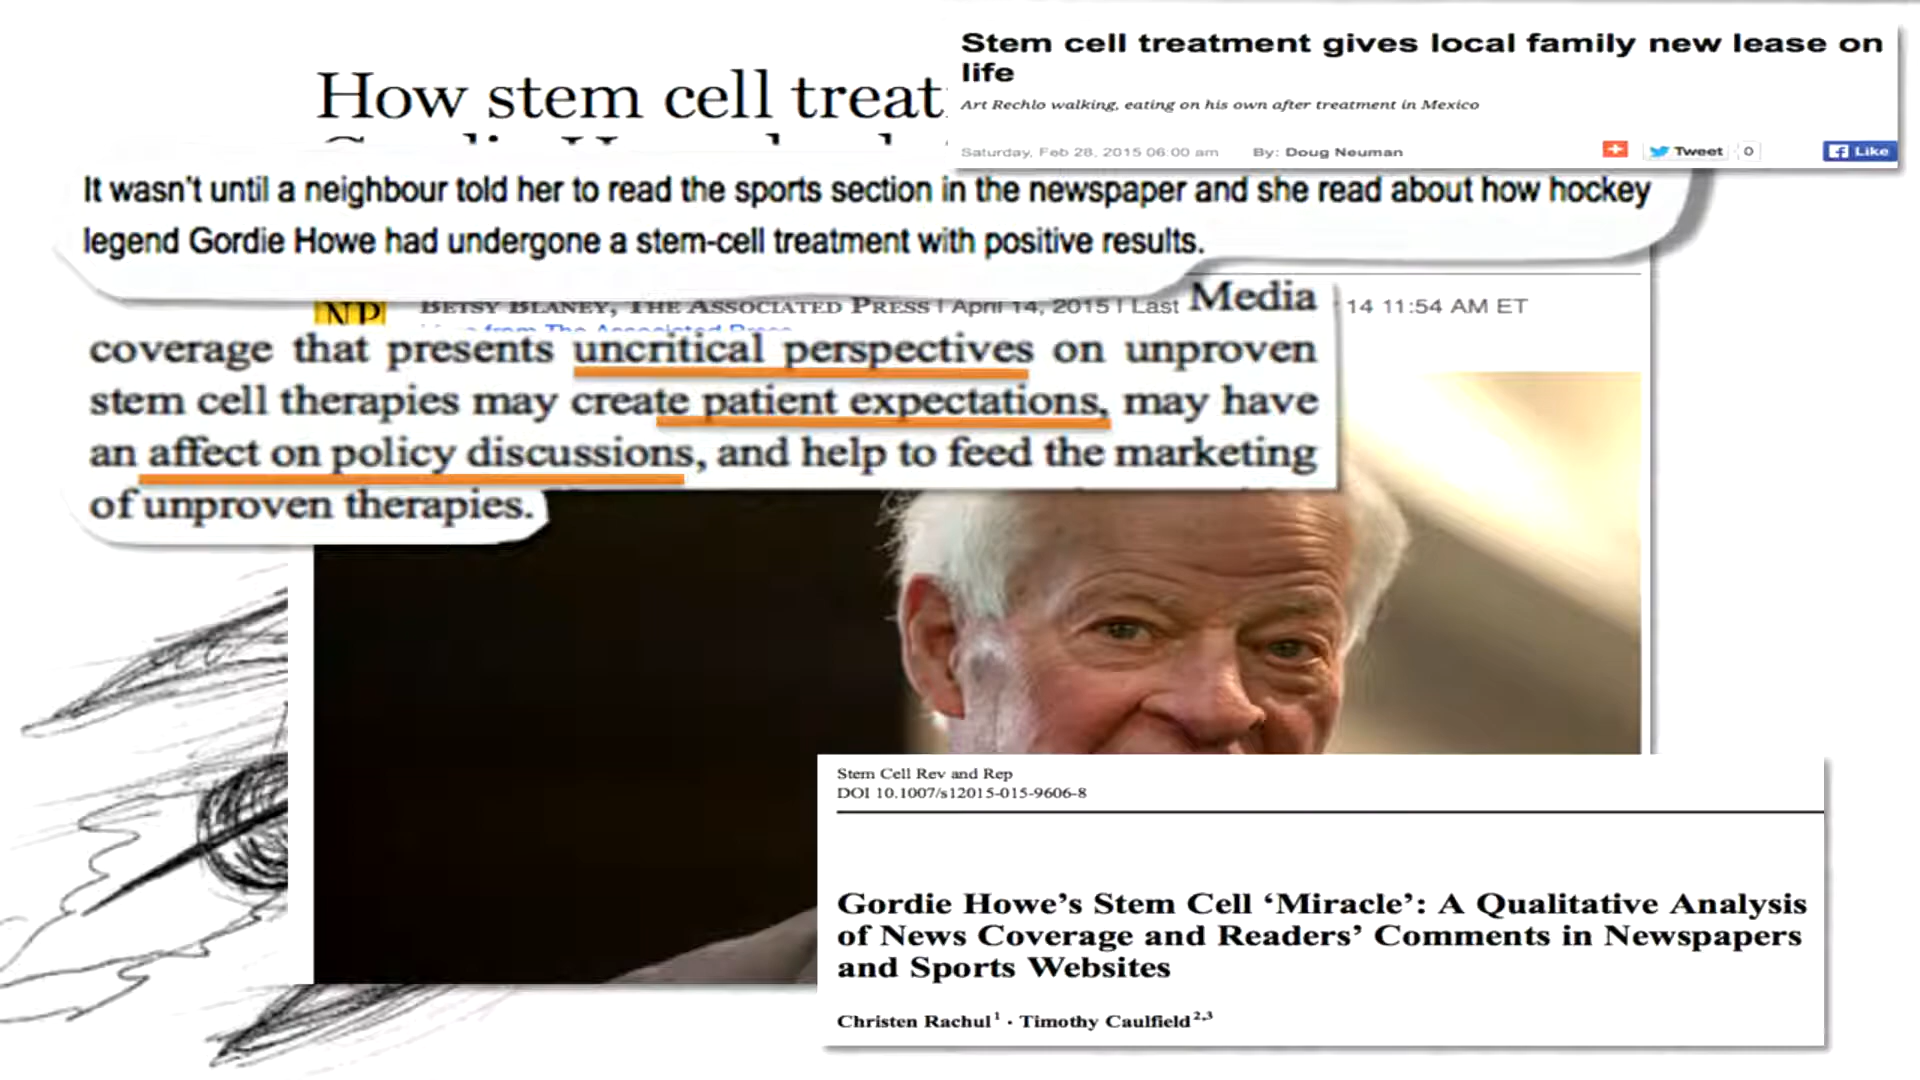 Stem cell treatment gives local family new lease on
life
Art Rechlo walking, eating on his own after treatment in Mexico
Saturday, Feb 28, 2015 06:00 am By: Doug Neuman
Tweet 0 Like
How stem cell treat
It wasn't until a neighbour told her to read the sports section in the newspaper and she read about how hockey
legend Gordie Howe had undergone a stem-cell treatment with positive results.
NP BETSY BLANEY, THE ASSOCIATED PRESS | April 14, 2015 | Last 14 11:54 AM ET
Media
coverage that presents uncritical perspectives on unproven
stem cell therapies may create patient expectations, may have
an affect on policy discussions, and help to feed the marketing
of unproven therapies.
Stem Cell Rev and Rep
DOI 10.1007/s12015-015-9606-8
Gordie Howe's Stem Cell ‘Miracle’: A Qualitative Analysis
of News Coverage and Readers’ Comments in Newspapers
and Sports Websites
Christen Rachul1 · Timothy Caulfield2,3